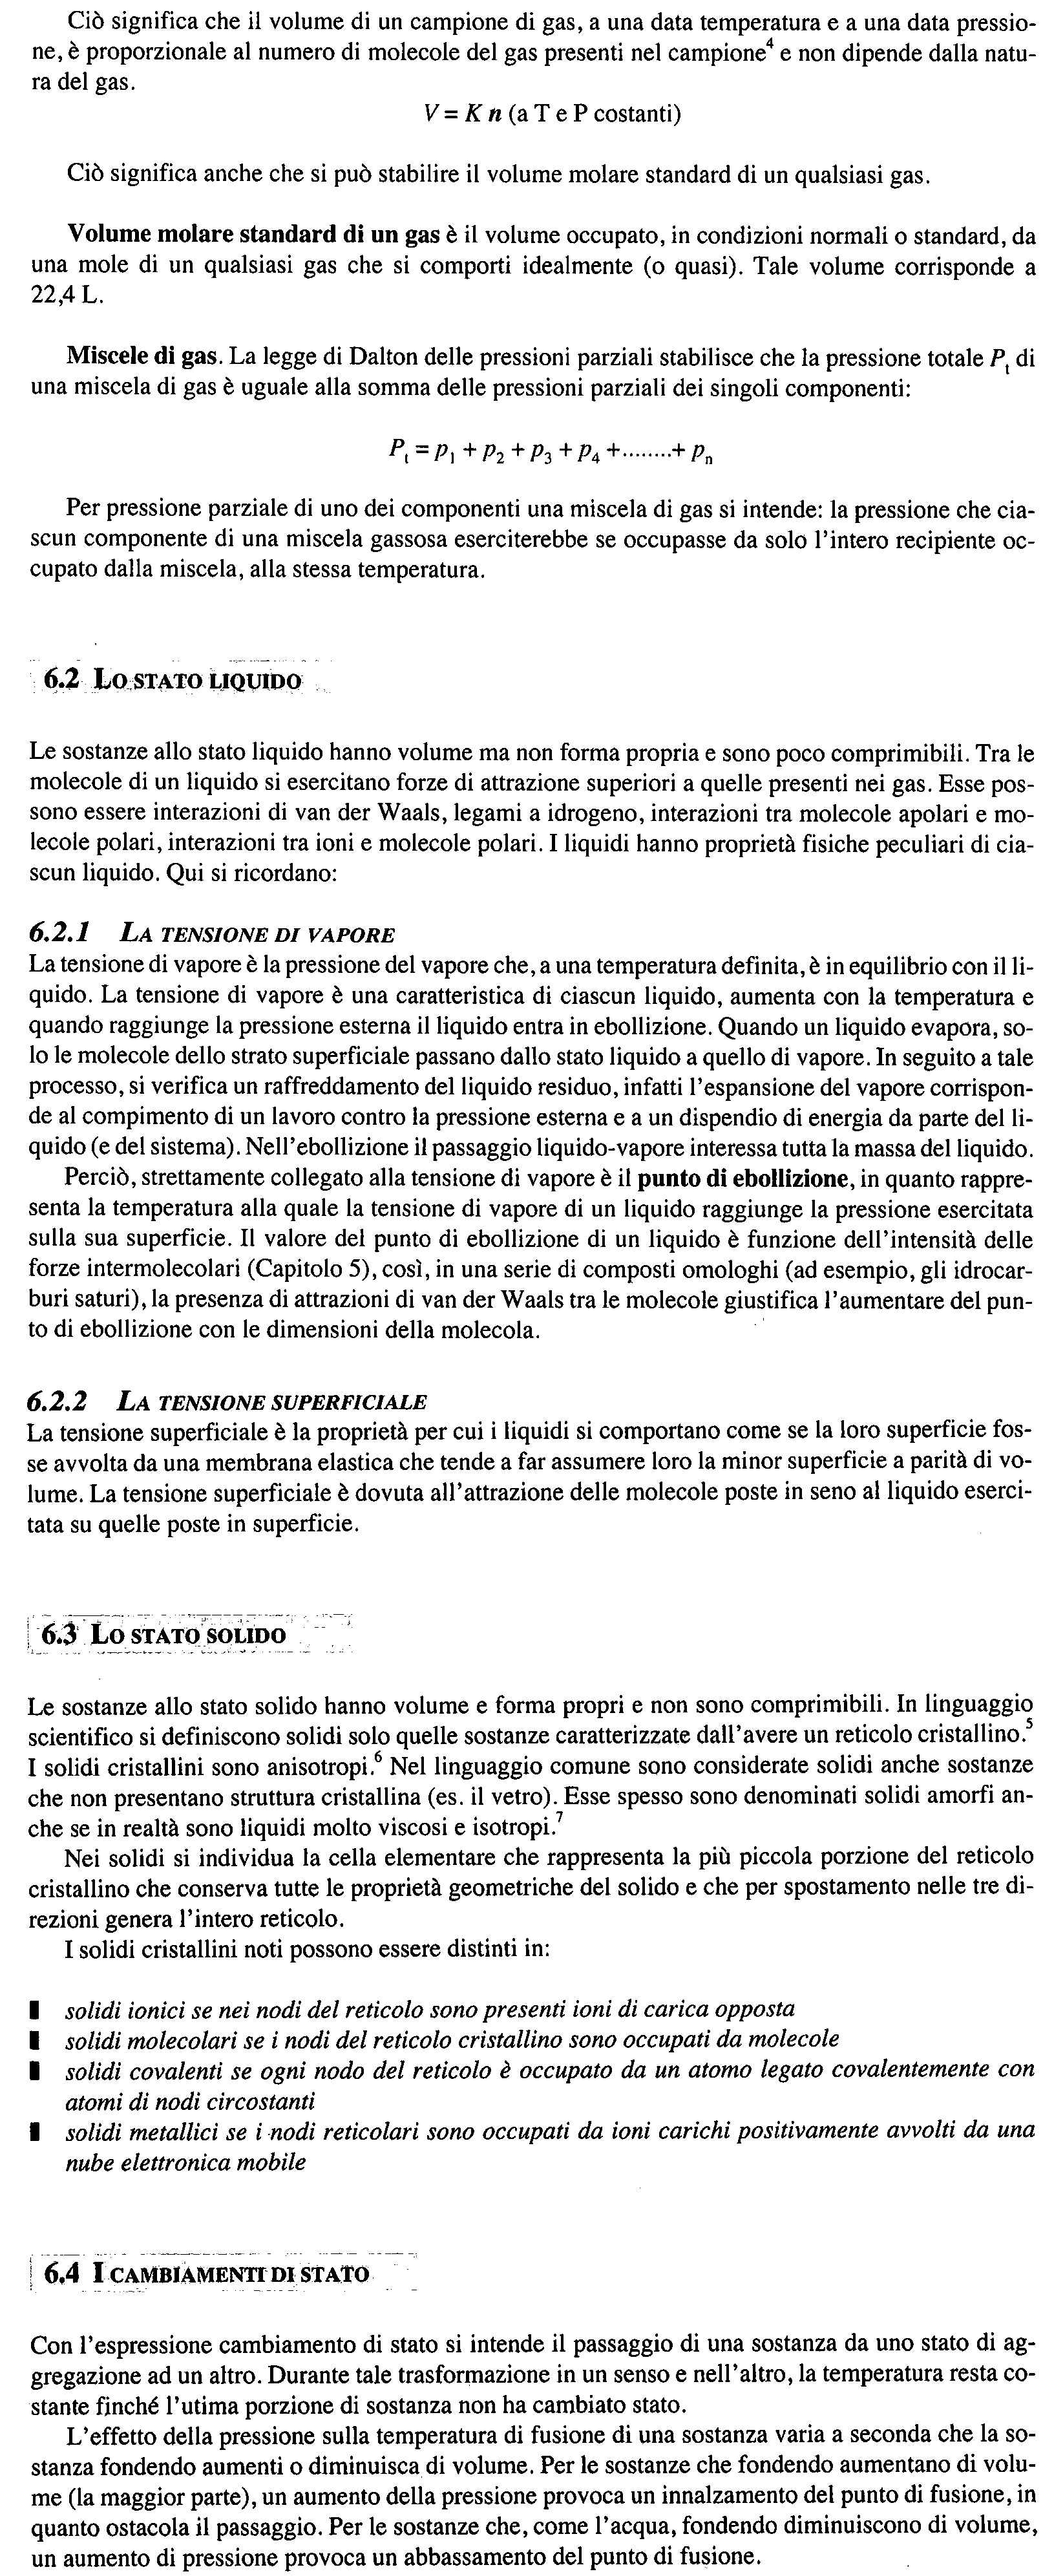 Ciò significa che il volume di un campione di gas, a una data temperatura e a una data pressio-
ne, è proporzionale al numero di molecole del gas presenti nel campione⁴ e non dipende dalla natu-
ra del gas.
V = K n (a T e P costanti)
Ciò significa anche che si può stabilire il volume molare standard di un qualsiasi gas.
Volume molare standard di un gas è il volume occupato, in condizioni normali o standard, da
una mole di un qualsiasi gas che si comporti idealmente (o quasi). Tale volume corrisponde a
22,4 L.
Miscele di gas. La legge di Dalton delle pressioni parziali stabilisce che la pressione totale Pₜ di
una miscela di gas è uguale alla somma delle pressioni parziali dei singoli componenti:
Pₜ = p₁ + p₂ + p₃ + p₄ +........+ pₙ
Per pressione parziale di uno dei componenti una miscela di gas si intende: la pressione che cia-
scun componente di una miscela gassosa eserciterebbe se occupasse da solo l'intero recipiente oc-
cupato dalla miscela, alla stessa temperatura.
6.2 LO STATO LIQUIDO
Le sostanze allo stato liquido hanno volume ma non forma propria e sono poco comprimibili. Tra le
molecole di un liquido si esercitano forze di attrazione superiori a quelle presenti nei gas. Esse pos-
sono essere interazioni di van der Waals, legami a idrogeno, interazioni tra molecole apolari e mo-
lecole polari, interazioni tra ioni e molecole polari. I liquidi hanno proprietà fisiche peculiari di cia-
scun liquido. Qui si ricordano:
6.2.1 LA TENSIONE DI VAPORE
La tensione di vapore è la pressione del vapore che, a una temperatura definita, è in equilibrio con il li-
quido. La tensione di vapore è una caratteristica di ciascun liquido, aumenta con la temperatura e
quando raggiunge la pressione esterna il liquido entra in ebollizione. Quando un liquido evapora, so-
lo le molecole dello strato superficiale passano dallo stato liquido a quello di vapore. In seguito a tale
processo, si verifica un raffreddamento del liquido residuo, infatti l'espansione del vapore corrispon-
de al compimento di un lavoro contro la pressione esterna e a un dispendio di energia da parte del li-
quido (e del sistema). Nell'ebollizione il passaggio liquido-vapore interessa tutta la massa del liquido.
Perciò, strettamente collegato alla tensione di vapore è il punto di ebollizione, in quanto rappre-
senta la temperatura alla quale la tensione di vapore di un liquido raggiunge la pressione esercitata
sulla sua superficie. Il valore del punto di ebollizione di un liquido è funzione dell'intensità delle
forze intermolecolari (Capitolo 5), così, in una serie di composti omologhi (ad esempio, gli idrocar-
buri saturi), la presenza di attrazioni di van der Waals tra le molecole giustifica l'aumentare del pun-
to di ebollizione con le dimensioni della molecola.
6.2.2 LA TENSIONE SUPERFICIALE
La tensione superficiale è la proprietà per cui i liquidi si comportano come se la loro superficie fos-
se avvolta da una membrana elastica che tende a far assumere loro la minor superficie a parità di vo-
lume. La tensione superficiale è dovuta all'attrazione delle molecole poste in seno al liquido eserci-
tata su quelle poste in superficie.
6.3 LO STATO SOLIDO
Le sostanze allo stato solido hanno volume e forma propri e non sono comprimibili. In linguaggio
scientifico si definiscono solidi solo quelle sostanze caratterizzate dall'avere un reticolo cristallino.⁵
I solidi cristallini sono anisotropi.⁶ Nel linguaggio comune sono considerate solidi anche sostanze
che non presentano struttura cristallina (es. il vetro). Esse spesso sono denominati solidi amorfi an-
che se in realtà sono liquidi molto viscosi e isotropi.⁷
Nei solidi si individua la cella elementare che rappresenta la più piccola porzione del reticolo
cristallino che conserva tutte le proprietà geometriche del solido e che per spostamento nelle tre di-
rezioni genera l'intero reticolo.
I solidi cristallini noti possono essere distinti in:
solidi ionici se nei nodi del reticolo sono presenti ioni di carica opposta
solidi molecolari se i nodi del reticolo cristallino sono occupati da molecole
solidi covalenti se ogni nodo del reticolo è occupato da un atomo legato covalentemente con
atomi di nodi circostanti
solidi metallici se i nodi reticolari sono occupati da ioni carichi positivamente avvolti da una
nube elettronica mobile
6.4 I CAMBIAMENTI DI STATO
Con l'espressione cambiamento di stato si intende il passaggio di una sostanza da uno stato di ag-
gregazione ad un altro. Durante tale trasformazione in un senso e nell'altro, la temperatura resta co-
stante finché l'utima porzione di sostanza non ha cambiato stato.
L'effetto della pressione sulla temperatura di fusione di una sostanza varia a seconda che la so-
stanza fondendo aumenti o diminuisca di volume. Per le sostanze che fondendo aumentano di volu-
me (la maggior parte), un aumento della pressione provoca un innalzamento del punto di fusione, in
quanto ostacola il passaggio. Per le sostanze che, come l'acqua, fondendo diminuiscono di volume,
un aumento di pressione provoca un abbassamento del punto di fusione.